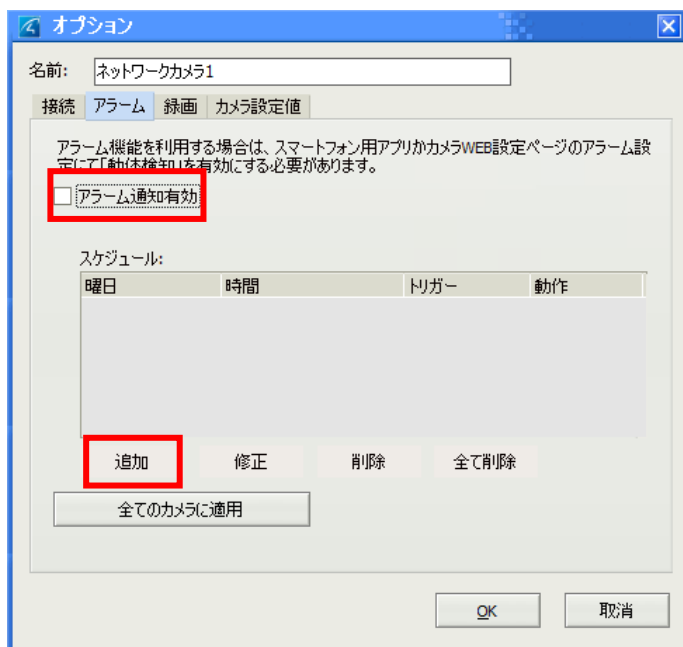 オプション
名前: ネットワークカメラ1
接続 アラーム 録画 カメラ設定値
アラーム機能を利用する場合は、スマートフォン用アプリかカメラWEB設定ページのアラーム設
定にて「動体検知」を有効にする必要があります。
アラーム通知有効
スケジュール:
曜日 時間 トリガー 動作
追加 修正 削除 全て削除
全てのカメラに適用
OK 取消